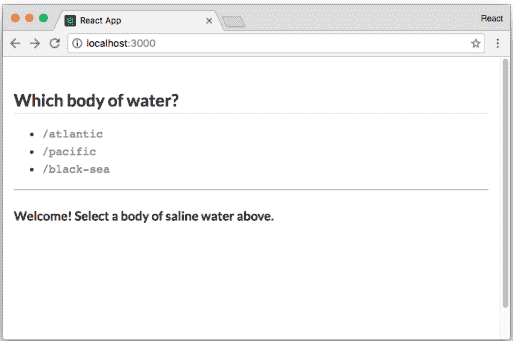 React App
React
localhost:3000
Which body of water?
/atlantic
/pacific
/black-sea
Welcome! Select a body of saline water above.